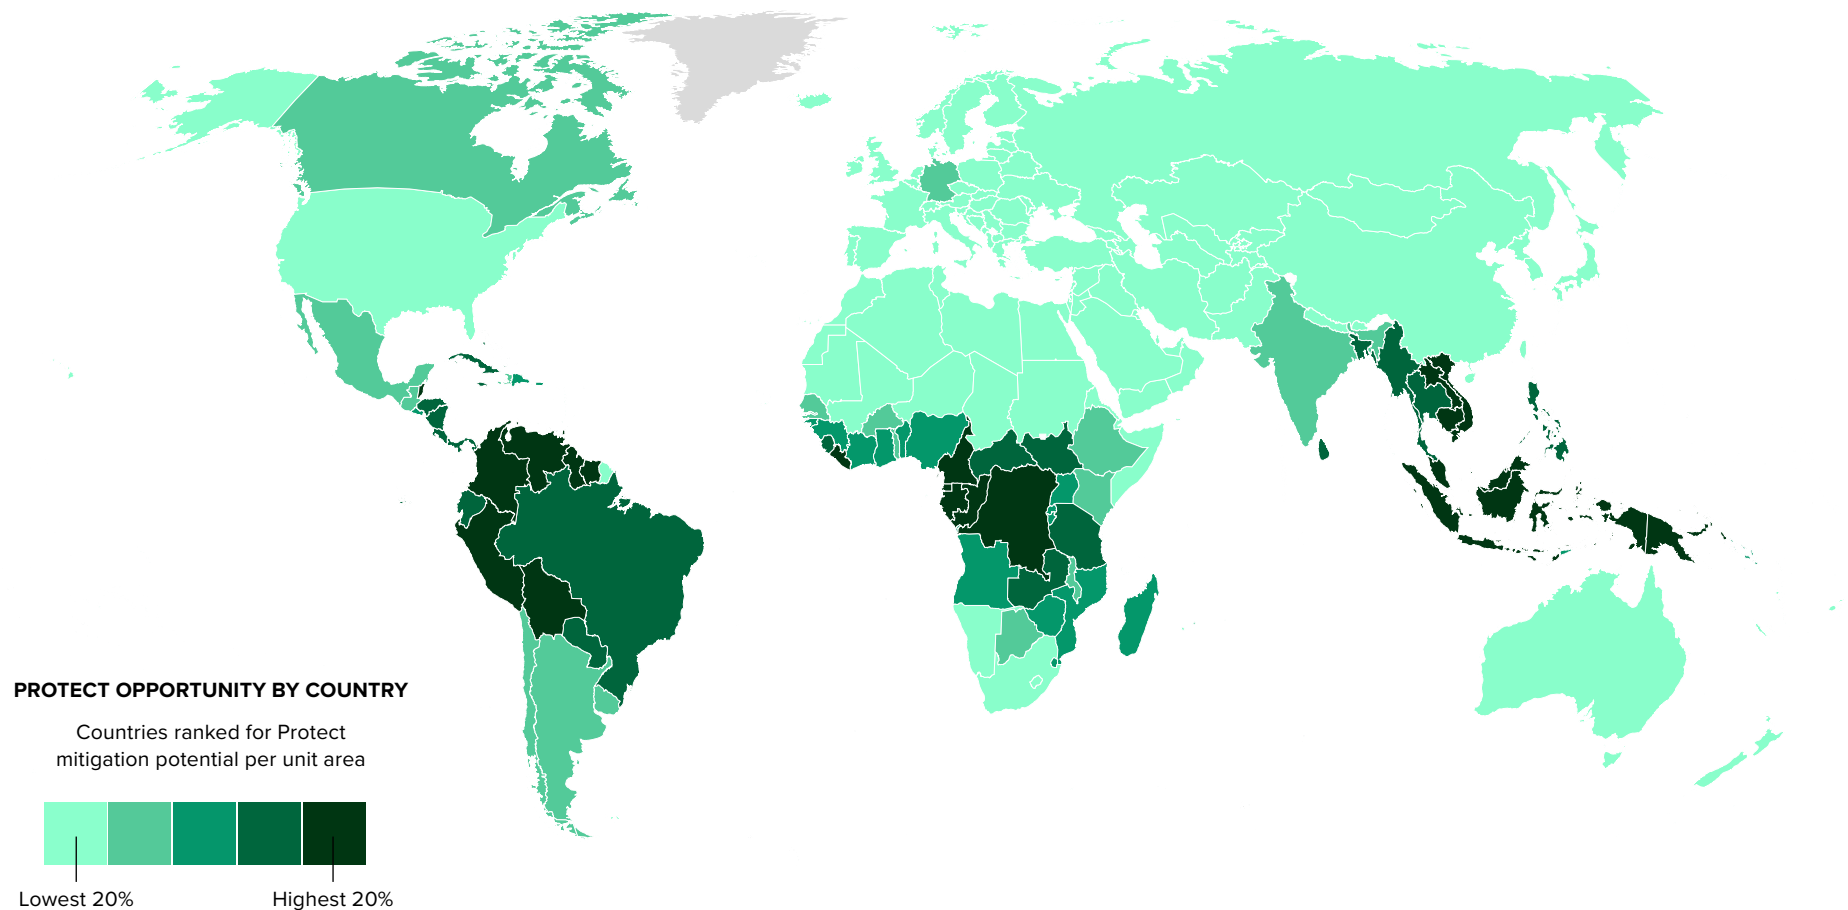 PROTECT OPPORTUNITY BY COUNTRY
Countries ranked for Protect
mitigation potential per unit area
Lowest 20%
Highest 20%